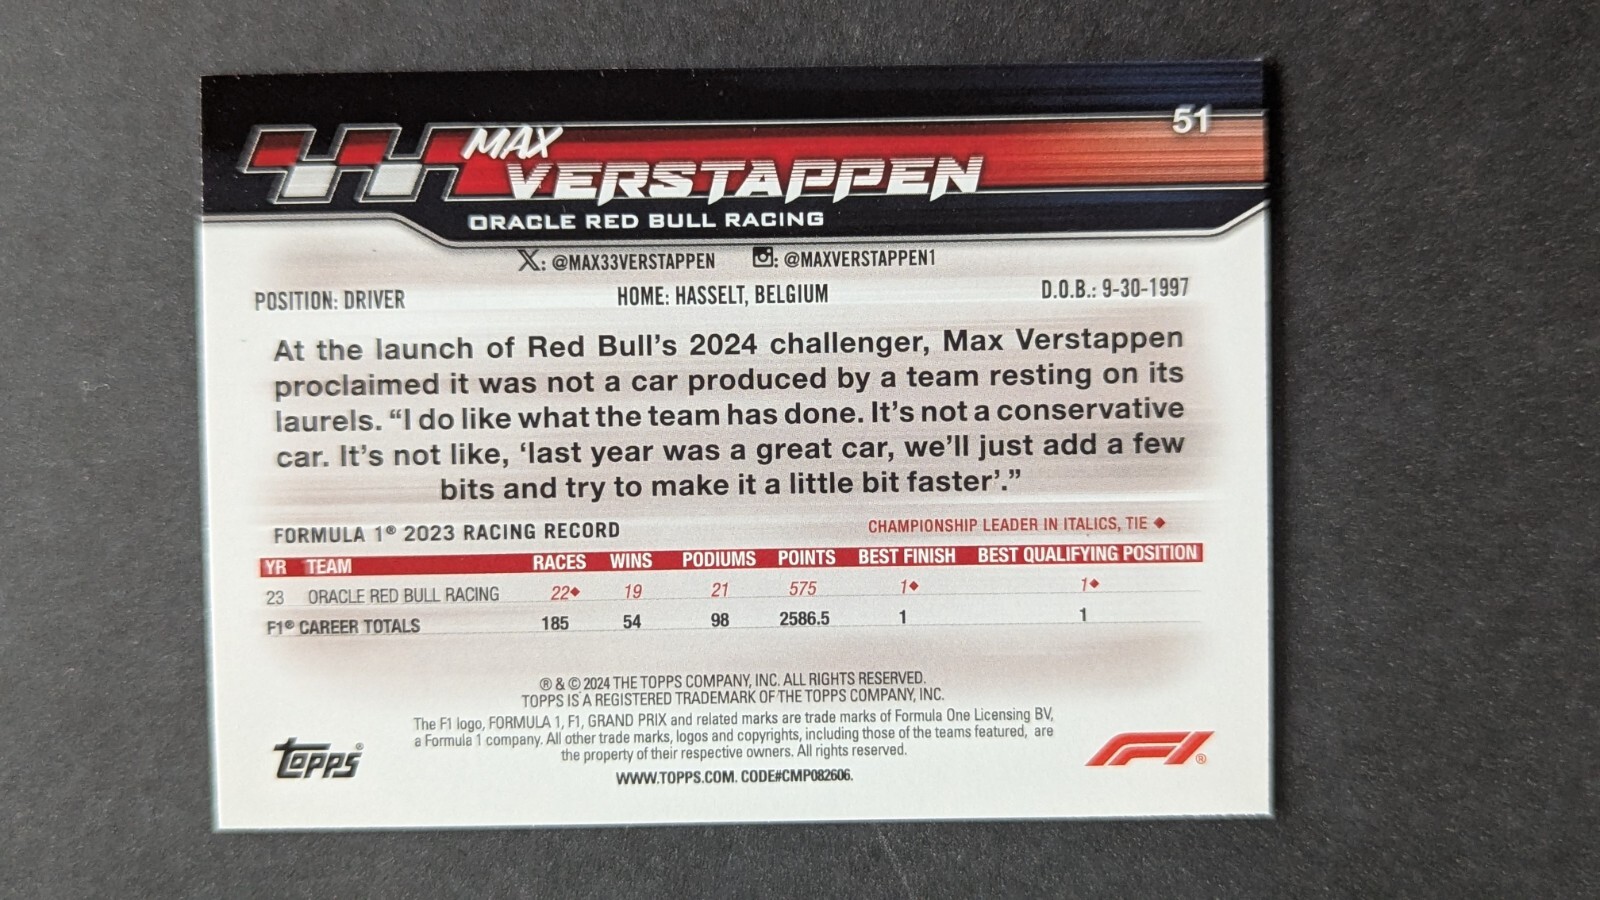 51
MAX
VERSTAPPEN
ORACLE RED BULL RACING
X: @MAX33VERSTAPPEN : @MAXVERSTAPPEN1
POSITION: DRIVER HOME: HASSELT, BELGIUM D.O.B.: 9-30-1997
At the launch of Red Bull's 2024 challenger, Max Verstappen
proclaimed it was not a car produced by a team resting on its
laurels. “I do like what the team has done. It's not a conservative
car. It's not like, ‘last year was a great car, we'll just add a few
bits and try to make it a little bit faster’.”
FORMULA 1® 2023 RACING RECORD CHAMPIONSHIP LEADER IN ITALICS, TIE ◆
YR TEAM RACES WINS PODIUMS POINTS BEST FINISH BEST QUALIFYING POSITION
23 ORACLE RED BULL RACING 22◆ 19 21 575 1◆ 1◆
F1® CAREER TOTALS 185 54 98 2586.5 1 1
® & © 2024 THE TOPPS COMPANY, INC. ALL RIGHTS RESERVED.
TOPPS IS A REGISTERED TRADEMARK OF THE TOPPS COMPANY, INC.
The F1 logo, FORMULA 1, F1, GRAND PRIX and related marks are trade marks of Formula One Licensing BV,
a Formula 1 company. All other trade marks, logos and copyrights, including those of the teams featured, are
the property of their respective owners. All rights reserved.
WWW.TOPPS.COM. CODE#CMP082606.
TOPPS®
F1®